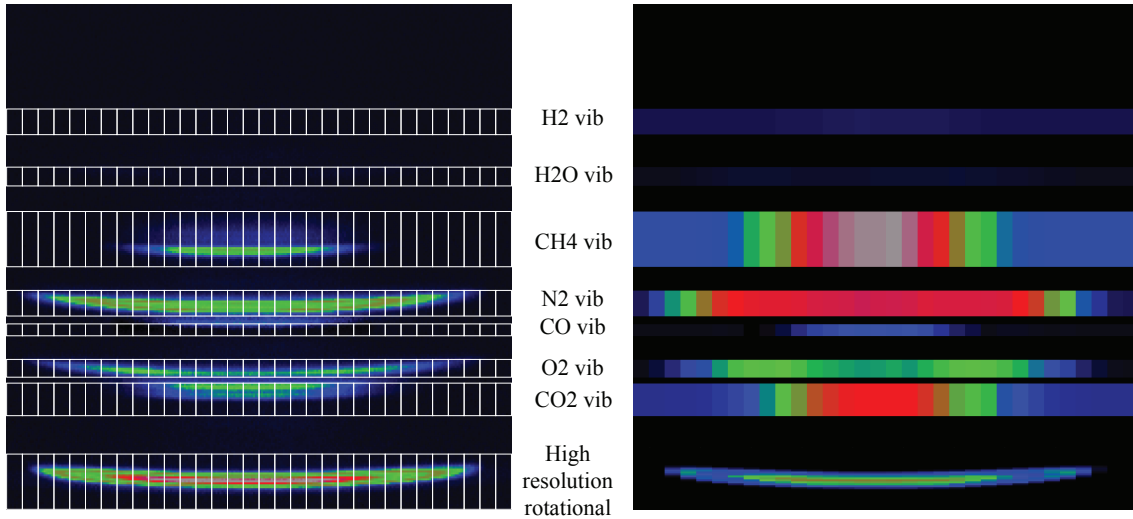 H2 vib
H2O vib
CH4 vib
N2 vib
CO vib
O2 vib
CO2 vib
High
resolution
rotational